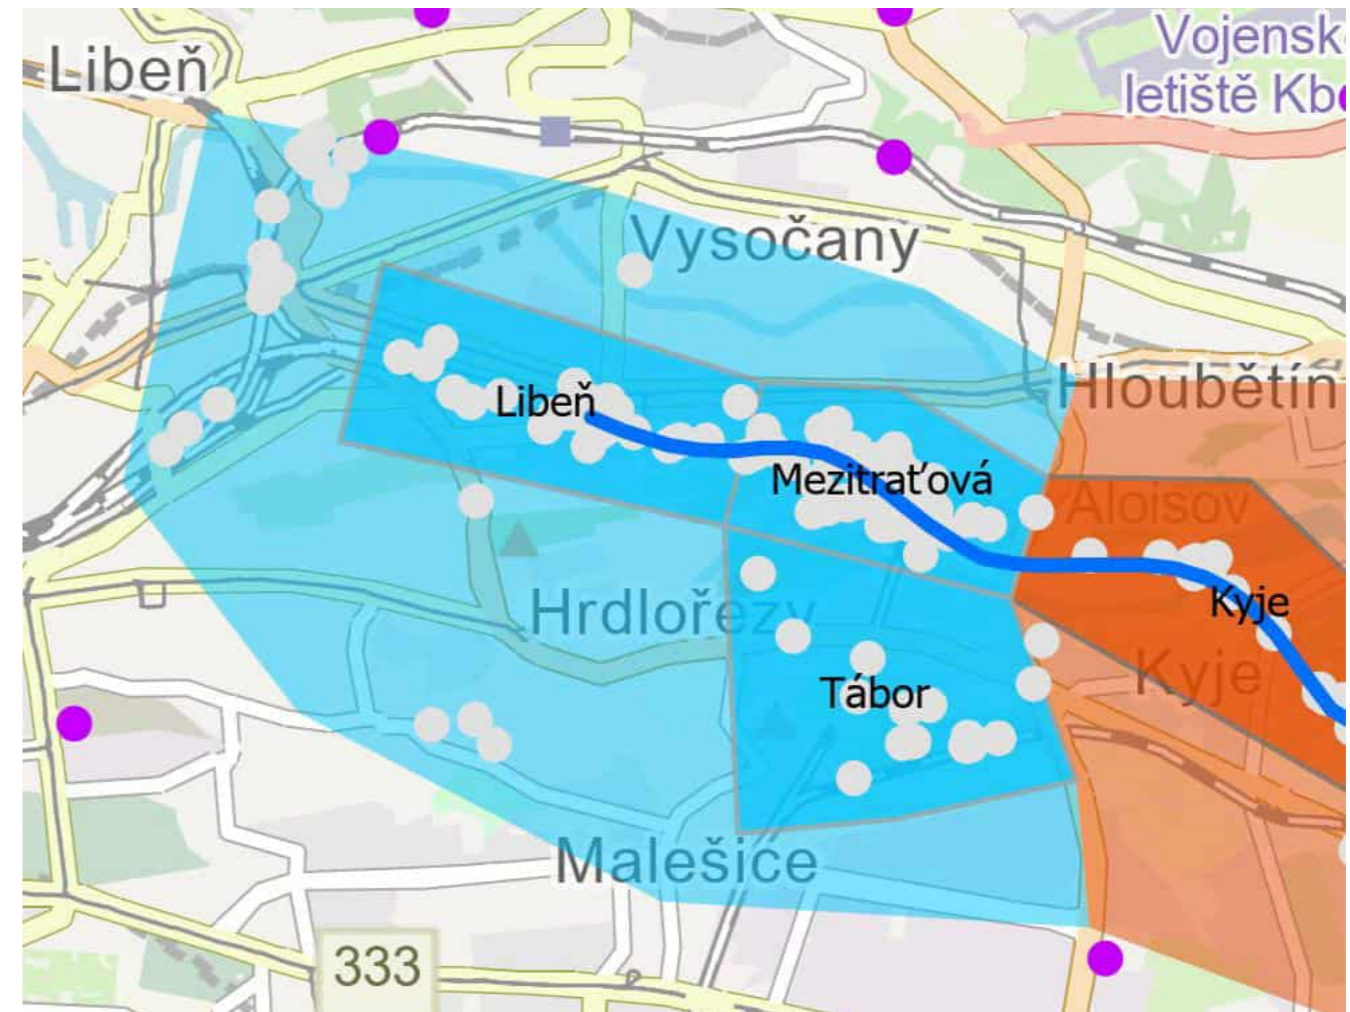 Vojensk
letiště Kb
Libeň
Vysočany
Hloubětín
Libeň
Mezitraťová
Aloisov
Hrdlořezy
Kyje
Kyje
Tábor
Malešice
333
P